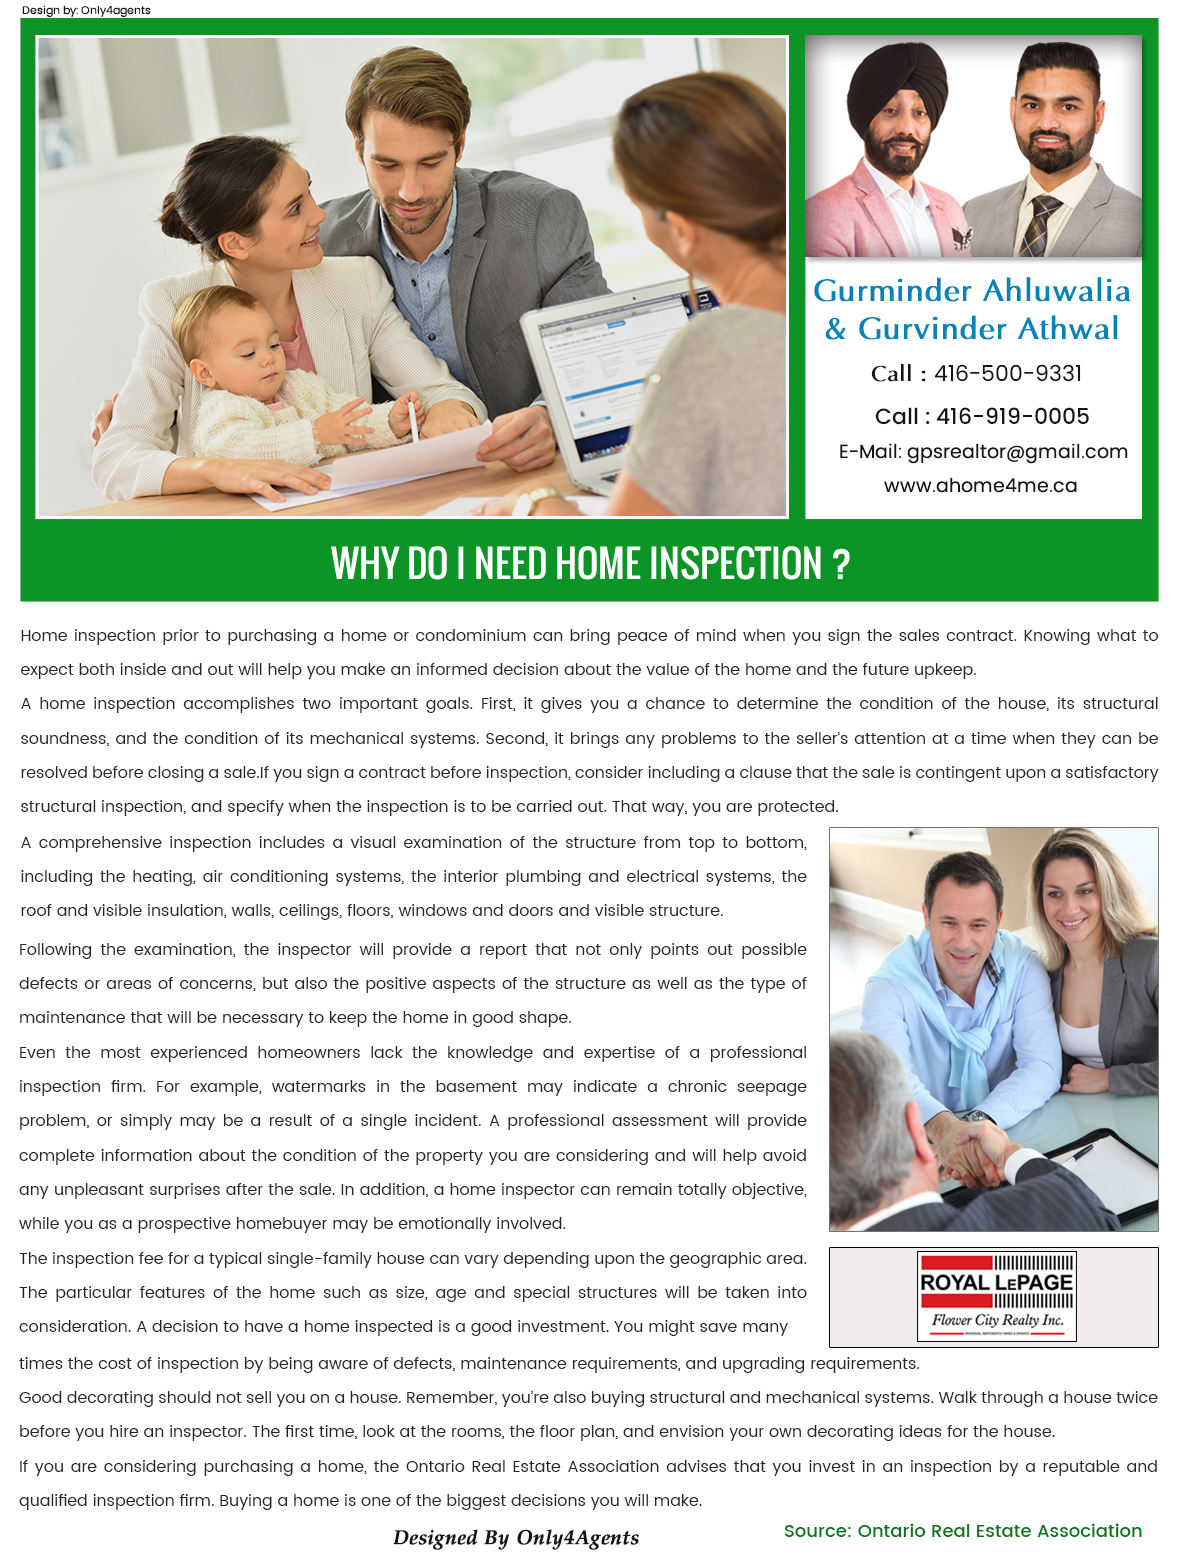 Design by: Only4agents
Gurminder Ahluwalia
& Gurvinder Athwal
Call : 416-500-9331
Call : 416-919-0005
E-Mail: gpsrealtor@gmail.com
www.ahome4me.ca
WHY DO I NEED HOME INSPECTION ?
Home inspection prior to purchasing a home or condominium can bring peace of mind when you sign the sales contract. Knowing what to
expect both inside and out will help you make an informed decision about the value of the home and the future upkeep.
A home inspection accomplishes two important goals. First, it gives you a chance to determine the condition of the house, its structural
soundness, and the condition of its mechanical systems. Second, it brings any problems to the seller's attention at a time when they can be
resolved before closing a sale.If you sign a contract before inspection, consider including a clause that the sale is contingent upon a satisfactory
structural inspection, and specify when the inspection is to be carried out. That way, you are protected.
A comprehensive inspection includes a visual examination of the structure from top to bottom,
including the heating, air conditioning systems, the interior plumbing and electrical systems, the
roof and visible insulation, walls, ceilings, floors, windows and doors and visible structure.
Following the examination, the inspector will provide a report that not only points out possible
defects or areas of concerns, but also the positive aspects of the structure as well as the type of
maintenance that will be necessary to keep the home in good shape.
Even the most experienced homeowners lack the knowledge and expertise of a professional
inspection firm. For example, watermarks in the basement may indicate a chronic seepage
problem, or simply may be a result of a single incident. A professional assessment will provide
complete information about the condition of the property you are considering and will help avoid
any unpleasant surprises after the sale. In addition, a home inspector can remain totally objective,
while you as a prospective homebuyer may be emotionally involved.
The inspection fee for a typical single-family house can vary depending upon the geographic area.
The particular features of the home such as size, age and special structures will be taken into
consideration. A decision to have a home inspected is a good investment. You might save many
times the cost of inspection by being aware of defects, maintenance requirements, and upgrading requirements.
ROYAL LEPAGE
Flower City Realty Inc.
Good decorating should not sell you on a house. Remember, you're also buying structural and mechanical systems. Walk through a house twice
before you hire an inspector. The first time, look at the rooms, the floor plan, and envision your own decorating ideas for the house.
If you are considering purchasing a home, the Ontario Real Estate Association advises that you invest in an inspection by a reputable and
qualified inspection firm. Buying a home is one of the biggest decisions you will make.
Designed By Only4Agents
Source: Ontario Real Estate Association